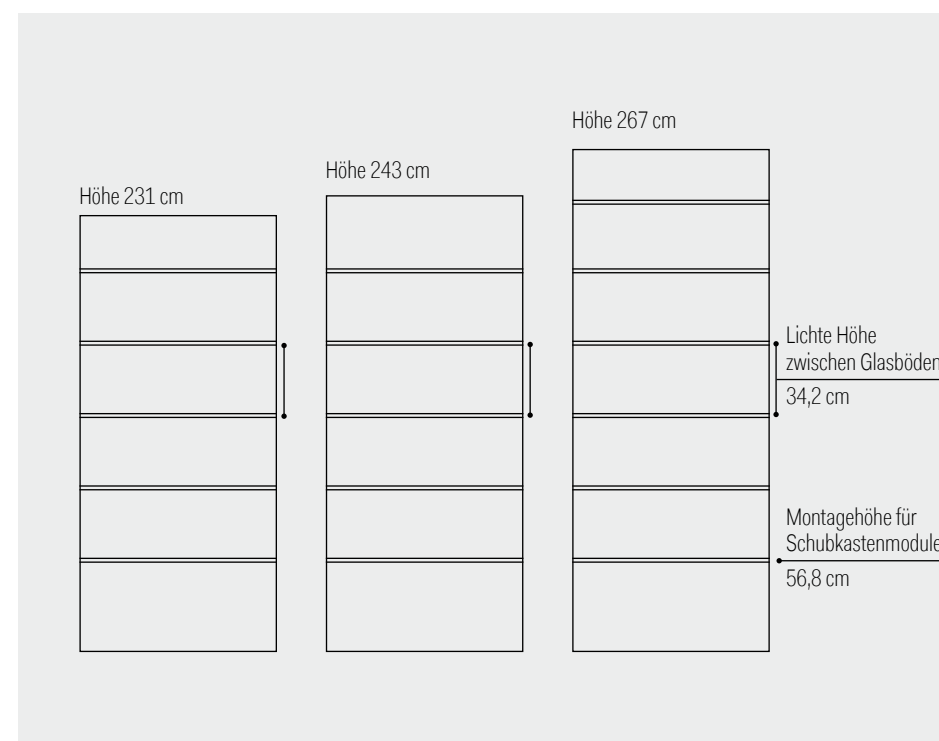 Höhe 267 cm
Höhe 243 cm
Höhe 231 cm
Lichte Höhe
zwischen Glasböden
34,2 cm
Montagehöhe für
Schubkastenmodule
56,8 cm